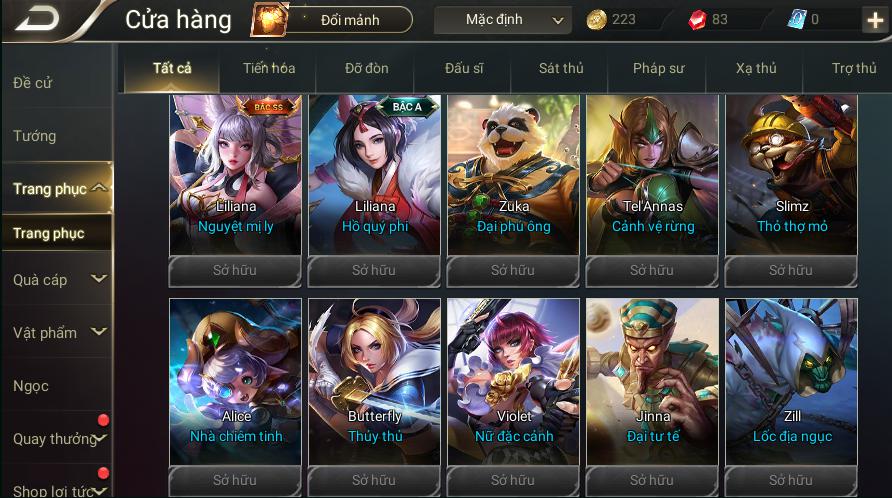 Cửa hàng
Đổi mảnh
Mặc định
223
83
0
Tất cả
Tiến hóa
Đỡ đòn
Đấu sĩ
Sát thủ
Pháp sư
Xạ thủ
Trợ thủ
Đề cử
Tướng
Trang phục
Trang phục
Quà cáp
Vật phẩm
Ngọc
Quay thưởng
Shop lợi tức
BẬC SS
Liliana
Nguyệt mị ly
Sở hữu
BẬC A
Liliana
Hồ quý phi
Sở hữu
Zuka
Đại phú ông
Sở hữu
Tel'Annas
Cảnh vệ rừng
Sở hữu
Slimz
Thỏ thợ mỏ
Sở hữu
Alice
Nhà chiêm tinh
Sở hữu
Butterfly
Thủy thủ
Sở hữu
Violet
Nữ đặc cảnh
Sở hữu
Jinna
Đại tư tế
Sở hữu
Zill
Lốc địa ngục
Sở hữu